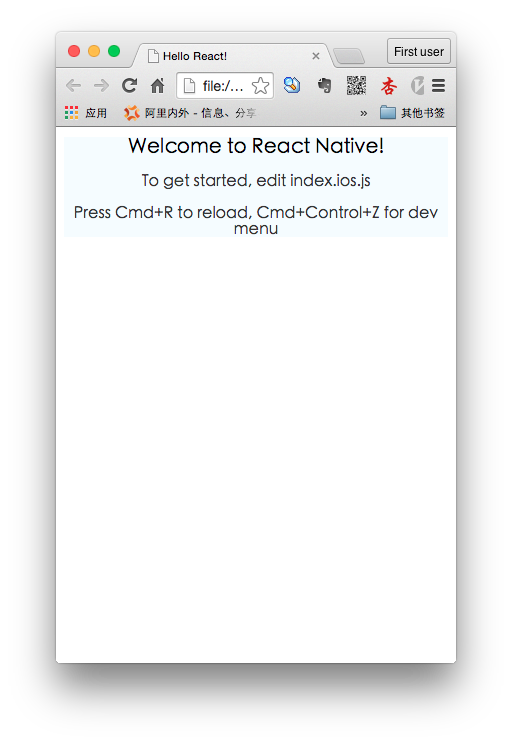 Hello React!
First user
file:/...
应用
阿里内外 - 信息、分享
»
其他书签
Welcome to React Native!
To get started, edit index.ios.js
Press Cmd+R to reload, Cmd+Control+Z for dev
menu